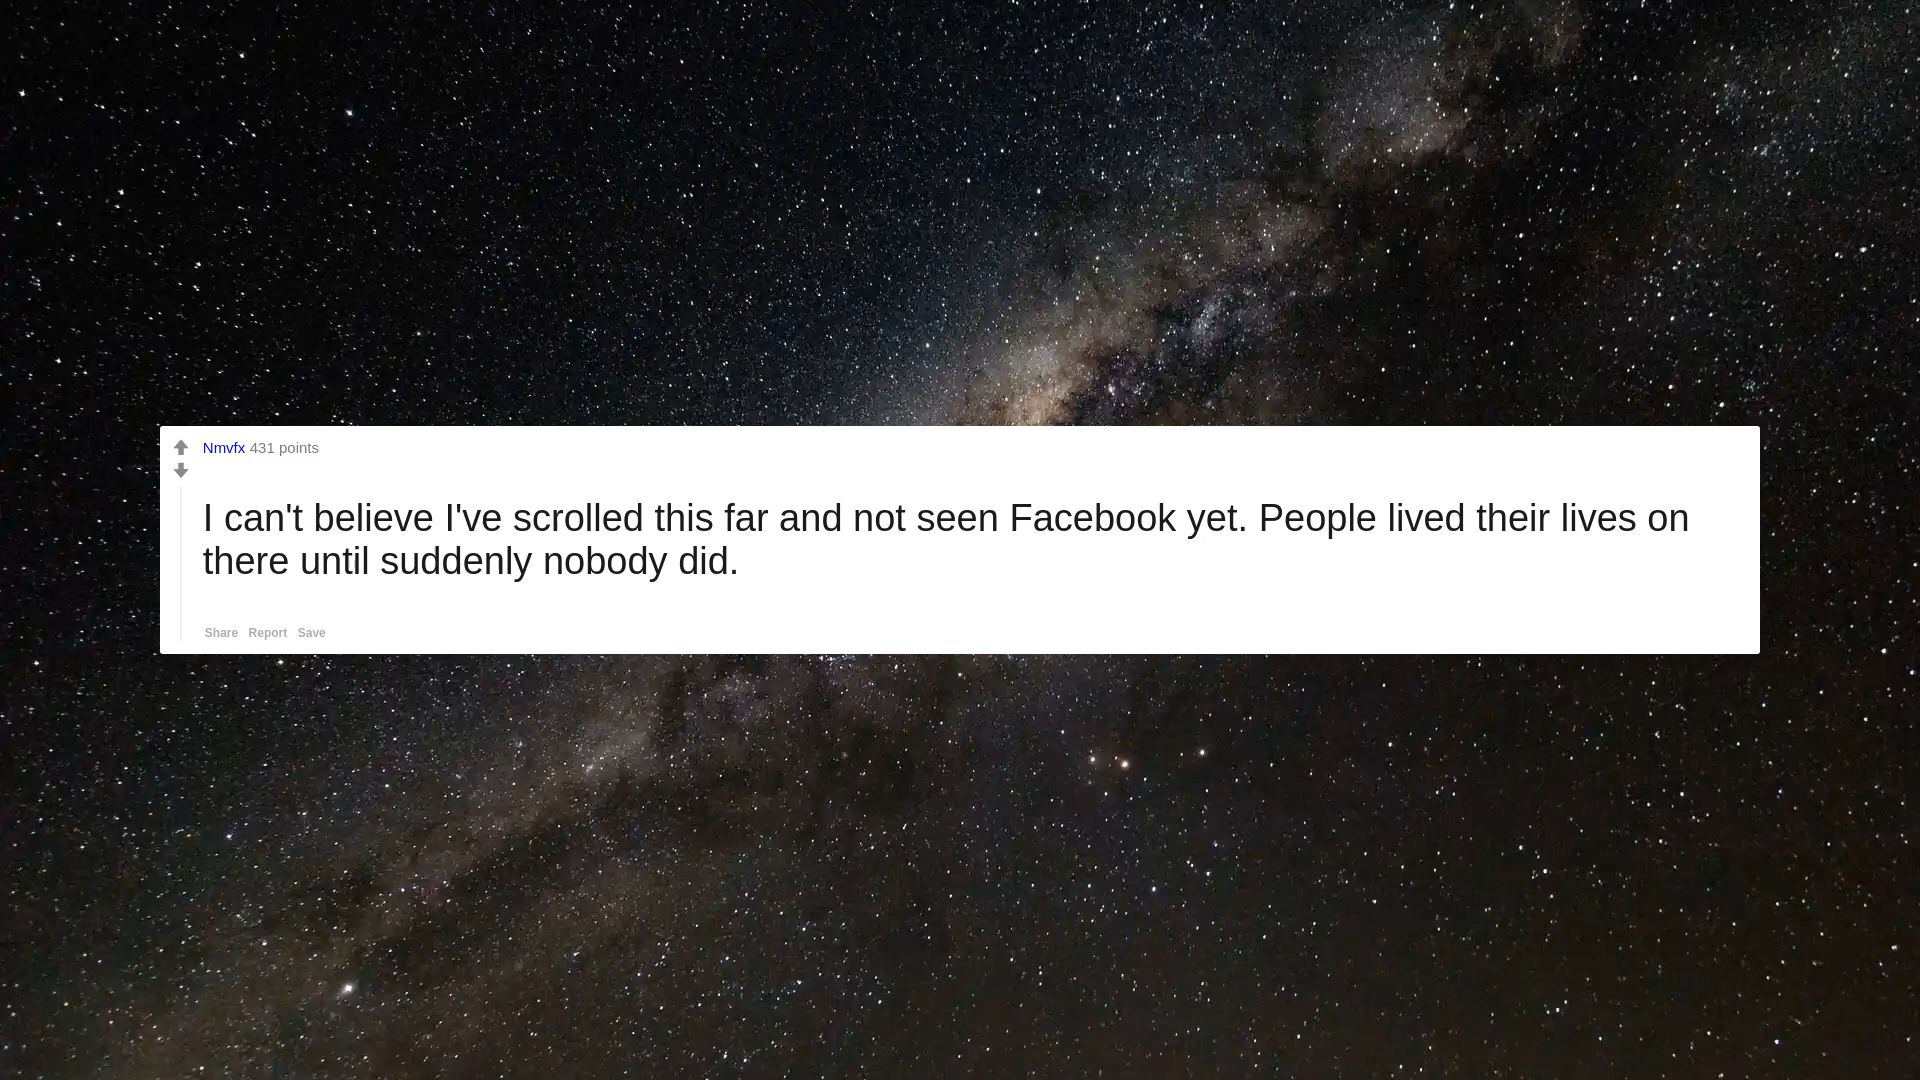 Nmvfx 431 points
I can't believe I've scrolled this far and not seen Facebook yet. People lived their lives on
there until suddenly nobody did.
Share Report Save